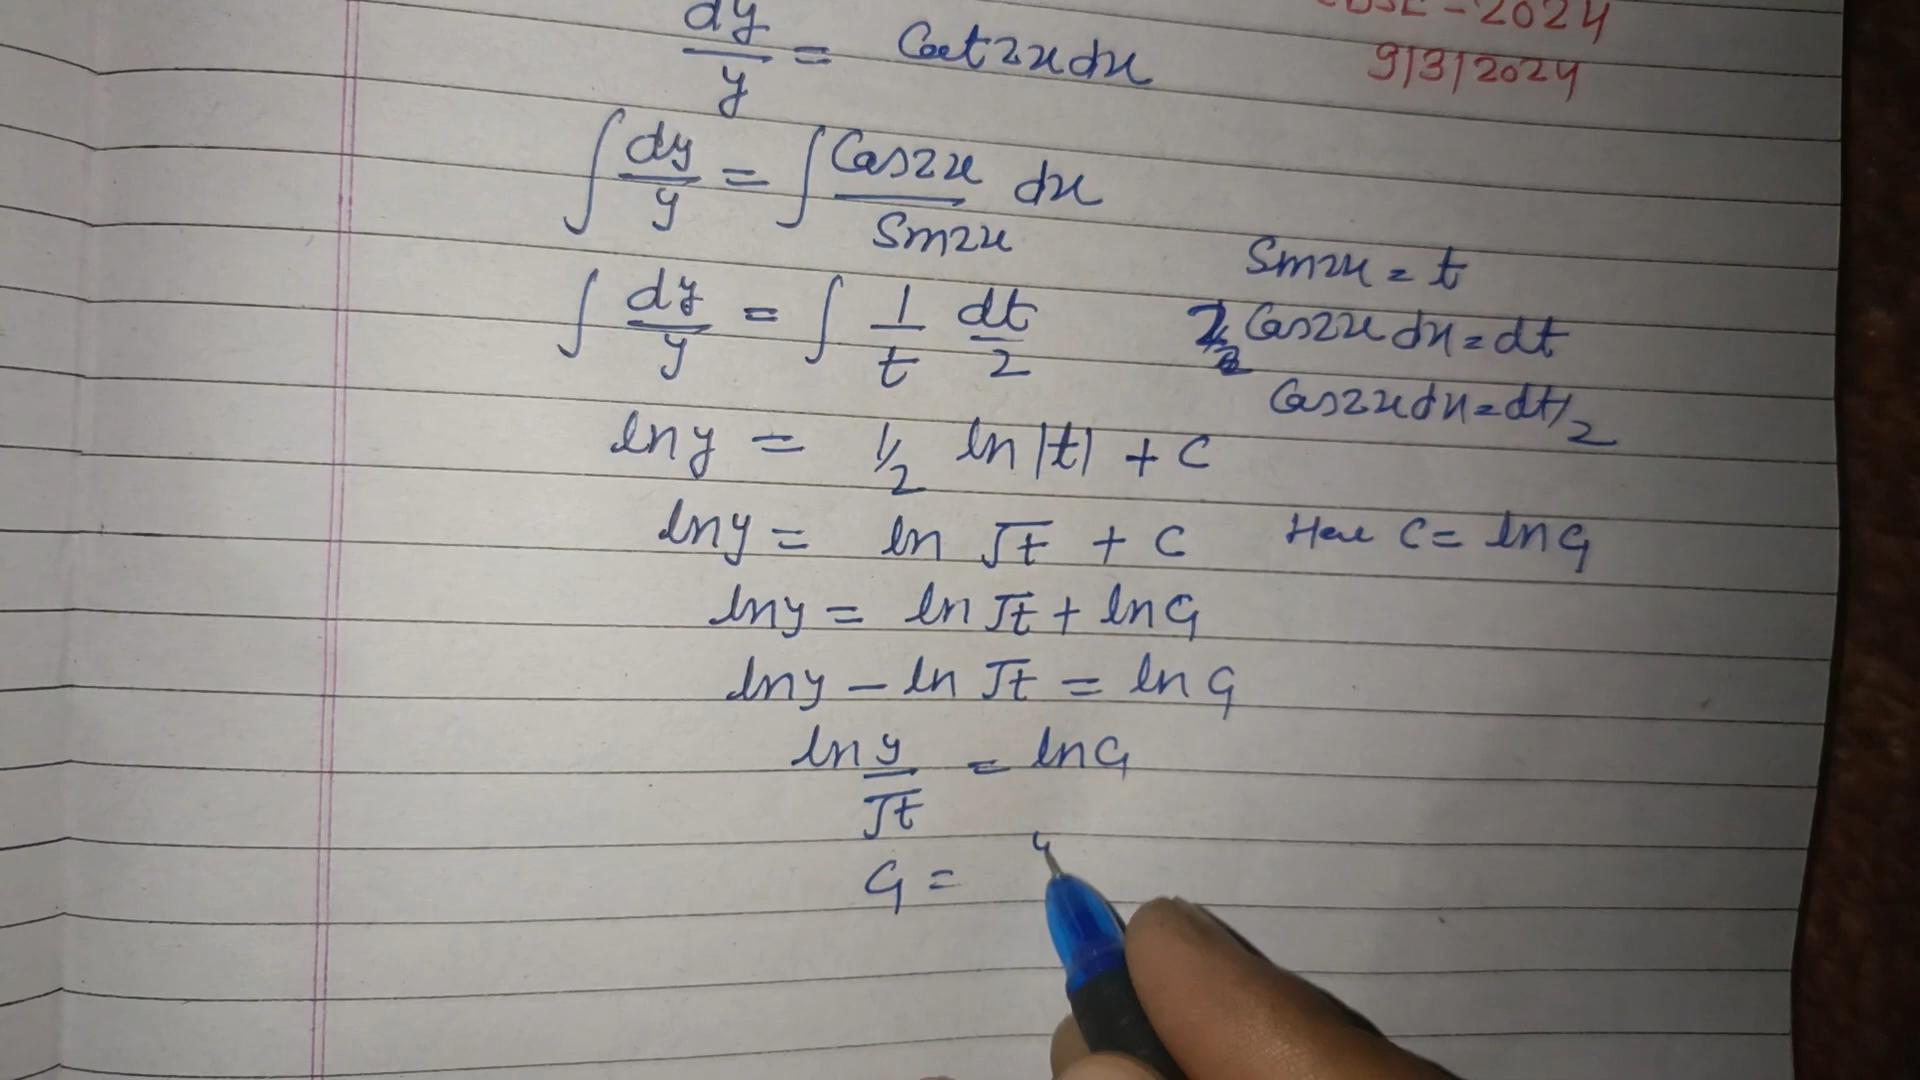 CBSE - 2024
9/3/2024
dy/y = Cot2x dx
∫ dy/y = ∫ Cos2x/Sin2x dx
Sin2x = t
∫ dy/y = ∫ 1/t dt/2
2 Cos2x dx = dt
Cos2x dx = dt/2
ln y = 1/2 ln|t| + C
ln y = ln √t + C
Here C = ln C₁
ln y = ln √t + ln C₁
ln y − ln √t = ln C₁
ln y/√t = ln C₁
C₁ = y